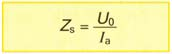 Zs = U0 / Ia